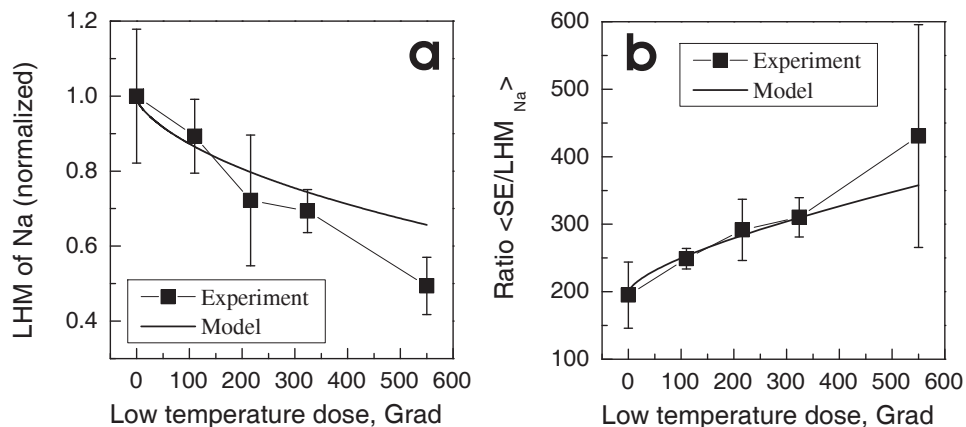 a
LHM of Na (normalized)
1.2
1.0
0.8
0.6
0.4
Experiment
Model
0 100 200 300 400 500 600
Low temperature dose, Grad
b
Ratio <SE/LHM Na>
600
500
400
300
200
100
Experiment
Model
0 100 200 300 400 500 600
Low temperature dose, Grad